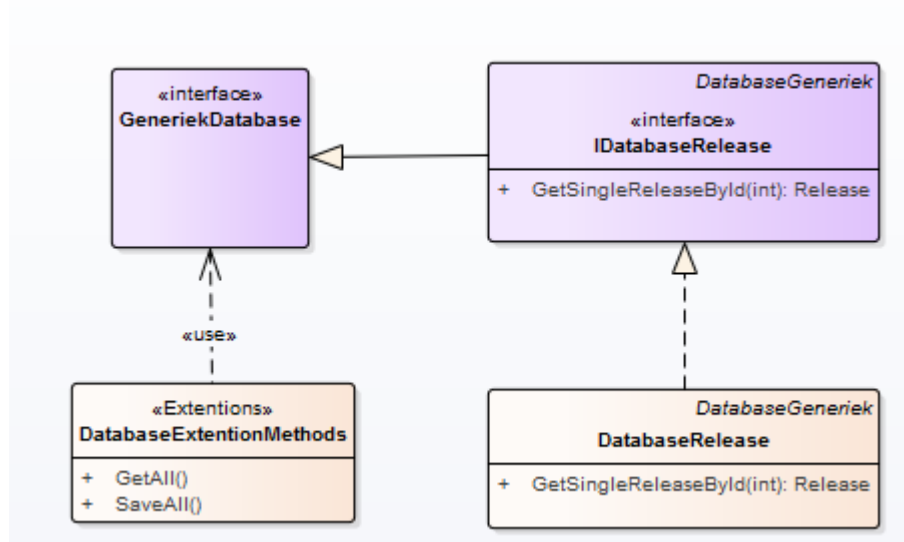 «interface»
GeneriekDatabase
DatabaseGeneriek
«interface»
IDatabaseRelease
+ GetSingleReleaseById(int): Release
«use»
«Extentions»
DatabaseExtentionMethods
+ GetAll()
+ SaveAll()
DatabaseGeneriek
DatabaseRelease
+ GetSingleReleaseById(int): Release